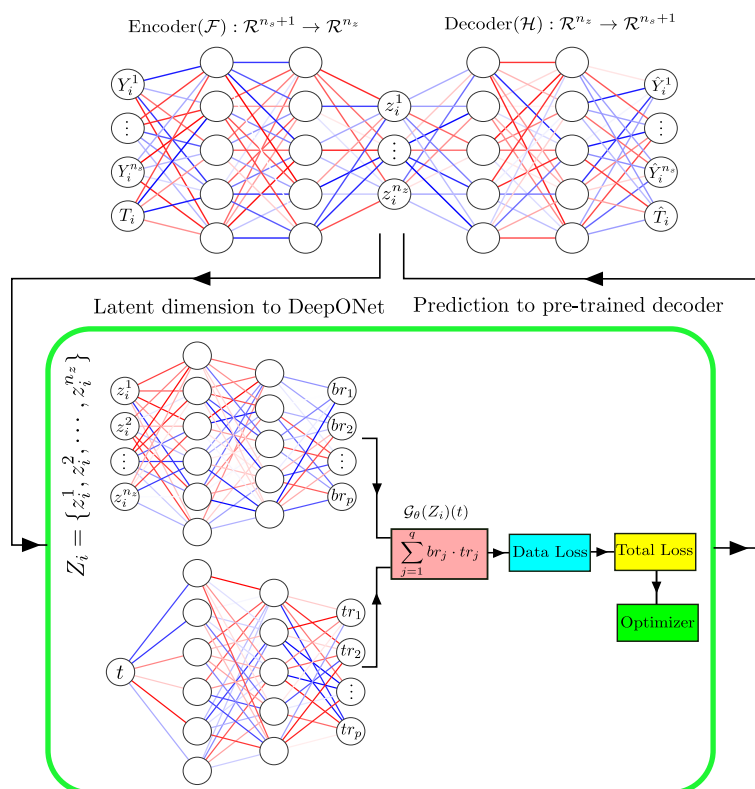 Encoder(𝓕) : 𝓡^{n_s+1} → 𝓡^{n_z}
Decoder(𝓗) : 𝓡^{n_z} → 𝓡^{n_s+1}
Y_i^1
⋮
Y_i^{n_z}
T_i
z_i^1
⋮
z_i^{n_z}
Ŷ_i^1
⋮
Ŷ_i^{n_z}
T̂_i
Latent dimension to DeepONet
Prediction to pre-trained decoder
Z_i = {z_i^1, z_i^2, ⋯ , z_i^{n_z}}
z_i^1
z_i^2
⋮
z_i^{n_z}
br_1
br_2
⋮
br_p
t
tr_1
tr_2
⋮
tr_p
𝓖_θ(Z_i)(t)
∑_{j=1}^{q} br_j · tr_j
Data Loss
Total Loss
Optimizer